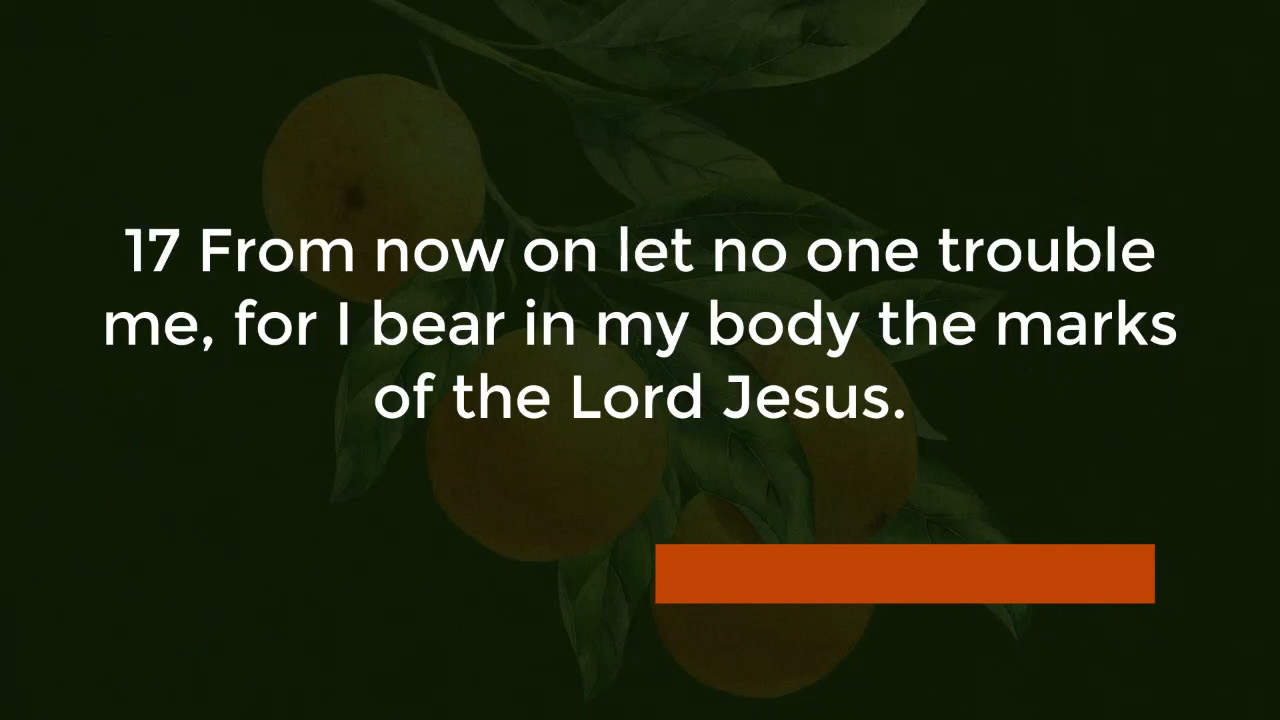 17 From now on let no one trouble
me, for I bear in my body the marks
of the Lord Jesus.